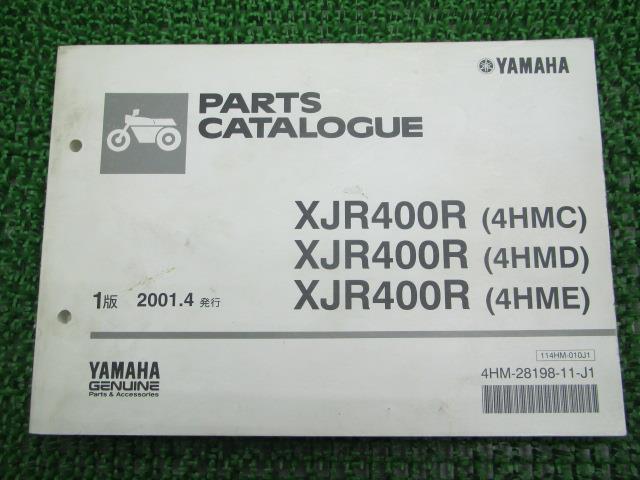 YAMAHA
PARTS
CATALOGUE
XJR400R (4HMC)
XJR400R (4HMD)
XJR400R (4HME)
1版 2001.4 発行
114HM-010J1
4HM-28198-11-J1
YAMAHA
GENUINE
Parts & Accessories